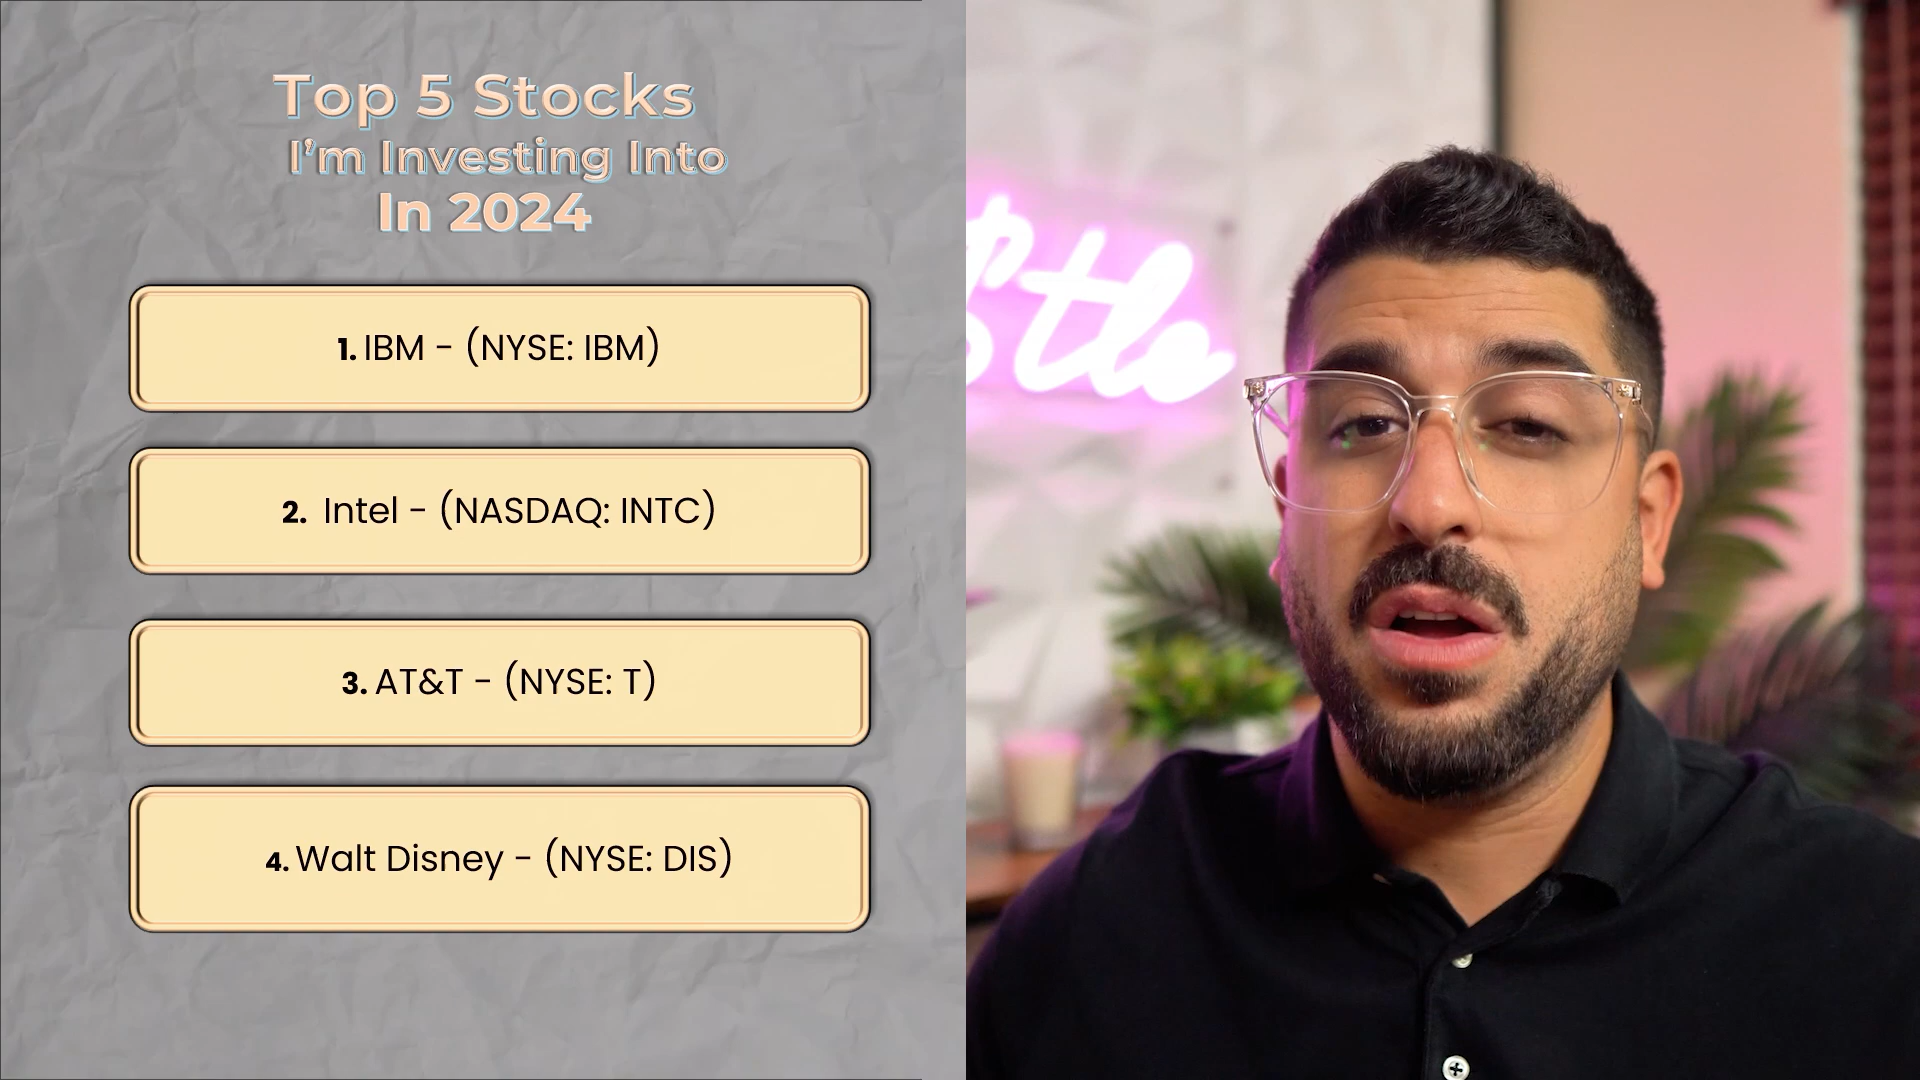 Top 5 Stocks
I'm Investing Into
In 2024
1. IBM - (NYSE: IBM)
2. Intel - (NASDAQ: INTC)
3. AT&T - (NYSE: T)
4. Walt Disney - (NYSE: DIS)